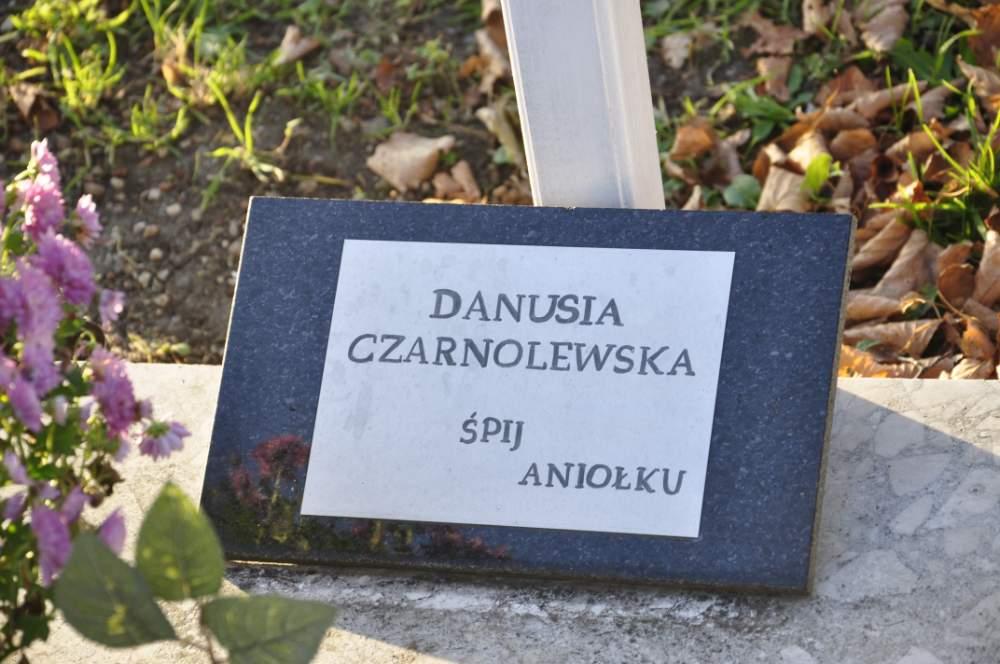 DANUSIA
CZARNOLEWSKA
ŚPIJ
ANIOŁKU